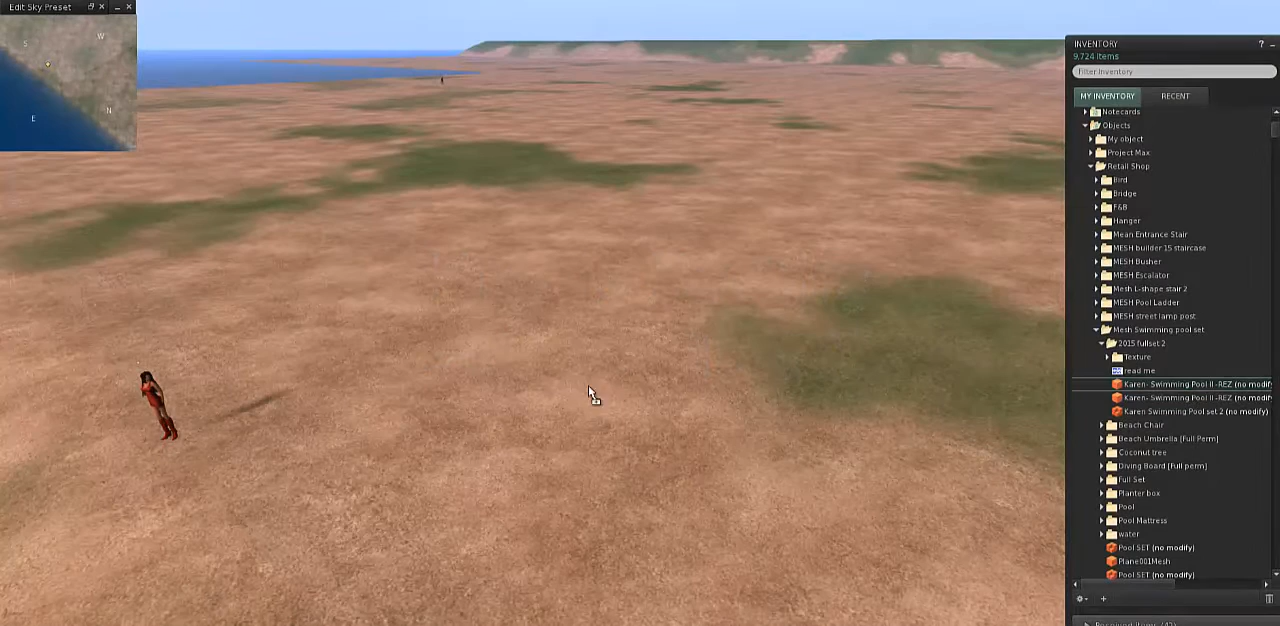 Edit Sky Preset
S
W
N
E
INVENTORY
?
9,724 items
Filter Inventory
MY INVENTORY
RECENT
Notecards
Objects
My object
Project Max
Retail Shop
Bird
Bridge
F&B
Hanger
Mean Entrance Stair
MESH builder 15 staircase
MESH Busher
MESH Escalator
Mesh L-shape stair 2
MESH Pool Ladder
MESH street lamp post
Mesh Swimming pool set
2015 fullset 2
Texture
read me
Karen- Swimming Pool II -REZ (no modify
Karen- Swimming Pool II -REZ (no modify
Karen Swimming Pool set 2 (no modify)
Beach Chair
Beach Umbrella [Full Perm]
Coconut tree
Diving Board [Full perm]
Full Set
Planter box
Pool
Pool Mattress
water
Pool SET (no modify)
Plane001Mesh
Pool SET (no modify)